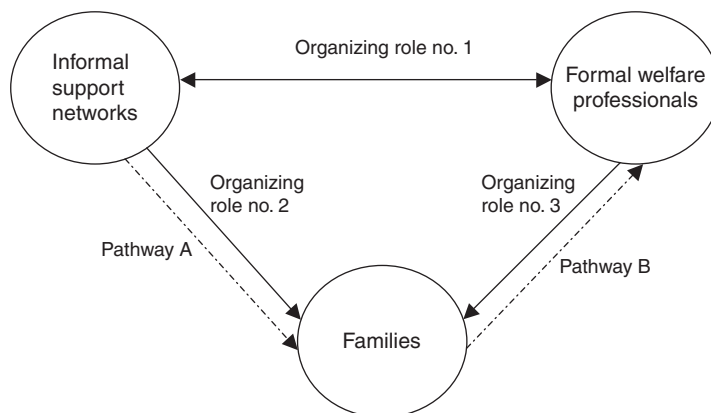 Organizing role no. 1
Informal
support
networks
Formal welfare
professionals
Organizing
role no. 2
Organizing
role no. 3
Pathway A
Pathway B
Families